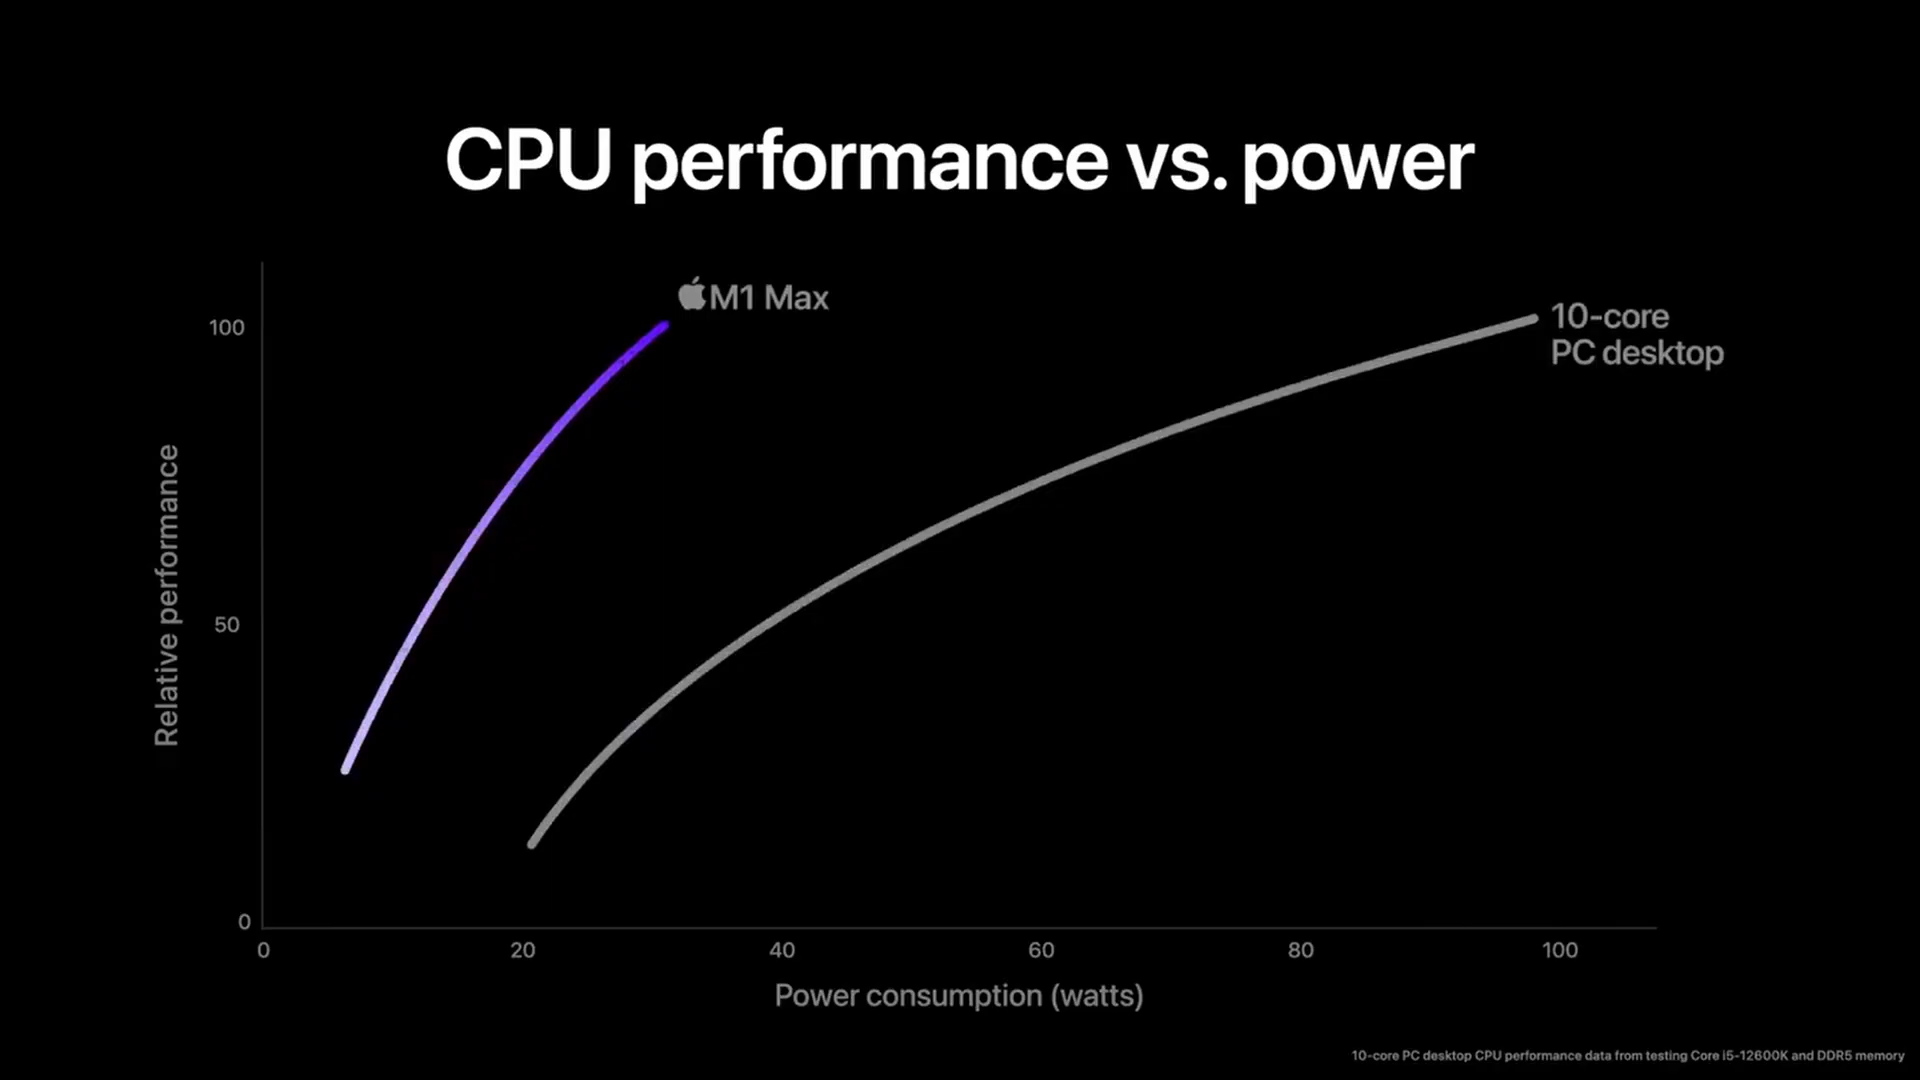 CPU performance vs. power
M1 Max
10-core
PC desktop
Relative performance
100
50
0
0 20 40 60 80 100
Power consumption (watts)
10-core PC desktop CPU performance data from testing Core i5-12600K and DDR5 memory